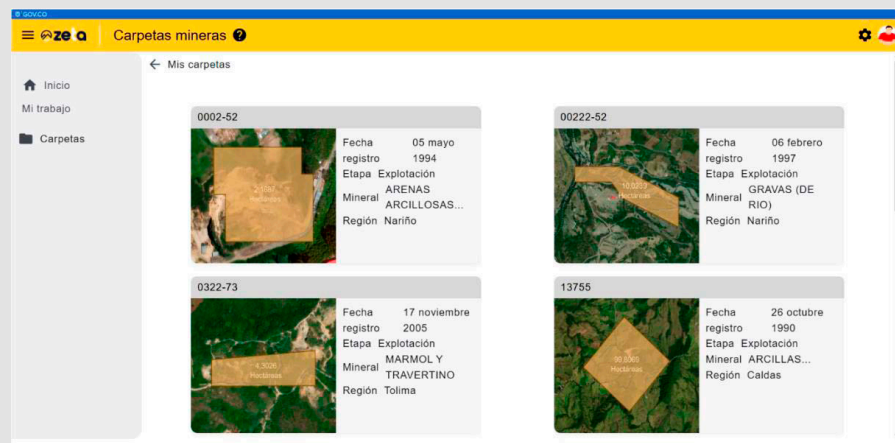 GOV.CO
zeta
Carpetas mineras ?
Mis carpetas
Inicio
Mi trabajo
Carpetas
0002-52
Hectáreas
Fecha registro 05 mayo 1994
Etapa Explotación
Mineral ARENAS ARCILLOSAS...
Región Nariño
00222-52
Hectáreas
Fecha registro 06 febrero 1997
Etapa Explotación
Mineral GRAVAS (DE RIO)
Región Nariño
0322-73
4,3026
Hectáreas
Fecha registro 17 noviembre 2005
Etapa Explotación
Mineral MARMOL Y TRAVERTINO
Región Tolima
13755
Hectáreas
Fecha registro 26 octubre 1990
Etapa Explotación
Mineral ARCILLAS...
Región Caldas